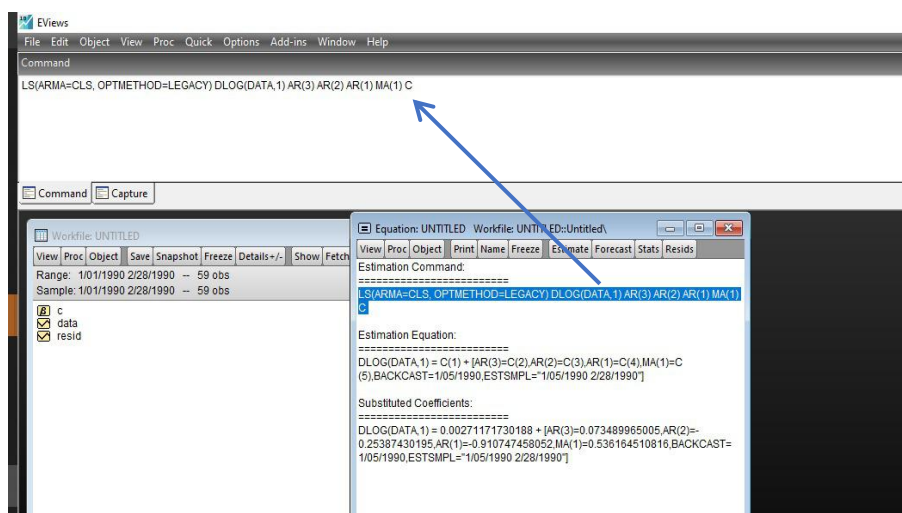 EViews
File Edit Object View Proc Quick Options Add-ins Window Help
Command
LS(ARMA=CLS, OPTMETHOD=LEGACY) DLOG(DATA,1) AR(3) AR(2) AR(1) MA(1) C
Command Capture
Workfile: UNTITLED
View Proc Object Save Snapshot Freeze Details+/- Show Fetch
Range: 1/01/1990 2/28/1990 -- 59 obs
Sample: 1/01/1990 2/28/1990 -- 59 obs
c
data
resid
Equation: UNTITLED Workfile: UNTITLED::Untitled\
View Proc Object Print Name Freeze Estimate Forecast Stats Resids
Estimation Command:
=========================
LS(ARMA=CLS, OPTMETHOD=LEGACY) DLOG(DATA,1) AR(3) AR(2) AR(1) MA(1)
C
Estimation Equation:
=========================
DLOG(DATA,1) = C(1) + [AR(3)=C(2),AR(2)=C(3),AR(1)=C(4),MA(1)=C
(5),BACKCAST=1/05/1990,ESTSMPL="1/05/1990 2/28/1990"]
Substituted Coefficients:
=========================
DLOG(DATA,1) = 0.00271171730188 + [AR(3)=0.073489965005,AR(2)=-
0.25387430195,AR(1)=-0.910747458052,MA(1)=0.536164510816,BACKCAST=
1/05/1990,ESTSMPL="1/05/1990 2/28/1990"]